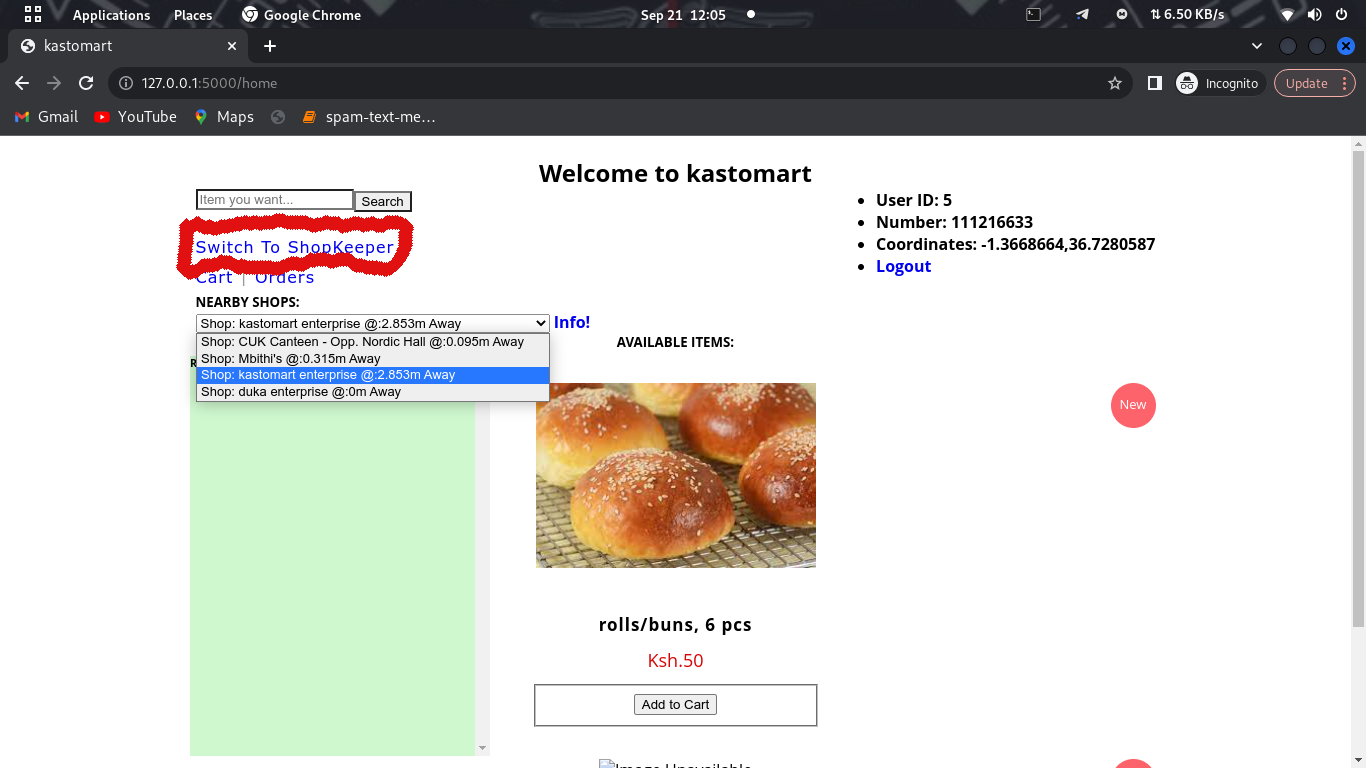 Applications Places Google Chrome Sep 21 12:05 6.50 KB/s
kastomart
127.0.0.1:5000/home Incognito Update
Gmail YouTube Maps spam-text-me...
Welcome to kastomart
Item you want... Search
Switch To ShopKeeper
Cart | Orders
User ID: 5
Number: 111216633
Coordinates: -1.3668664,36.7280587
Logout
NEARBY SHOPS:
Shop: kastomart enterprise @:2.853m Away Info!
Shop: CUK Canteen - Opp. Nordic Hall @:0.095m Away
Shop: Mbithi's @:0.315m Away
Shop: kastomart enterprise @:2.853m Away
Shop: duka enterprise @:0m Away
AVAILABLE ITEMS:
New
rolls/buns, 6 pcs
Ksh.50
Add to Cart
Image Unavailable